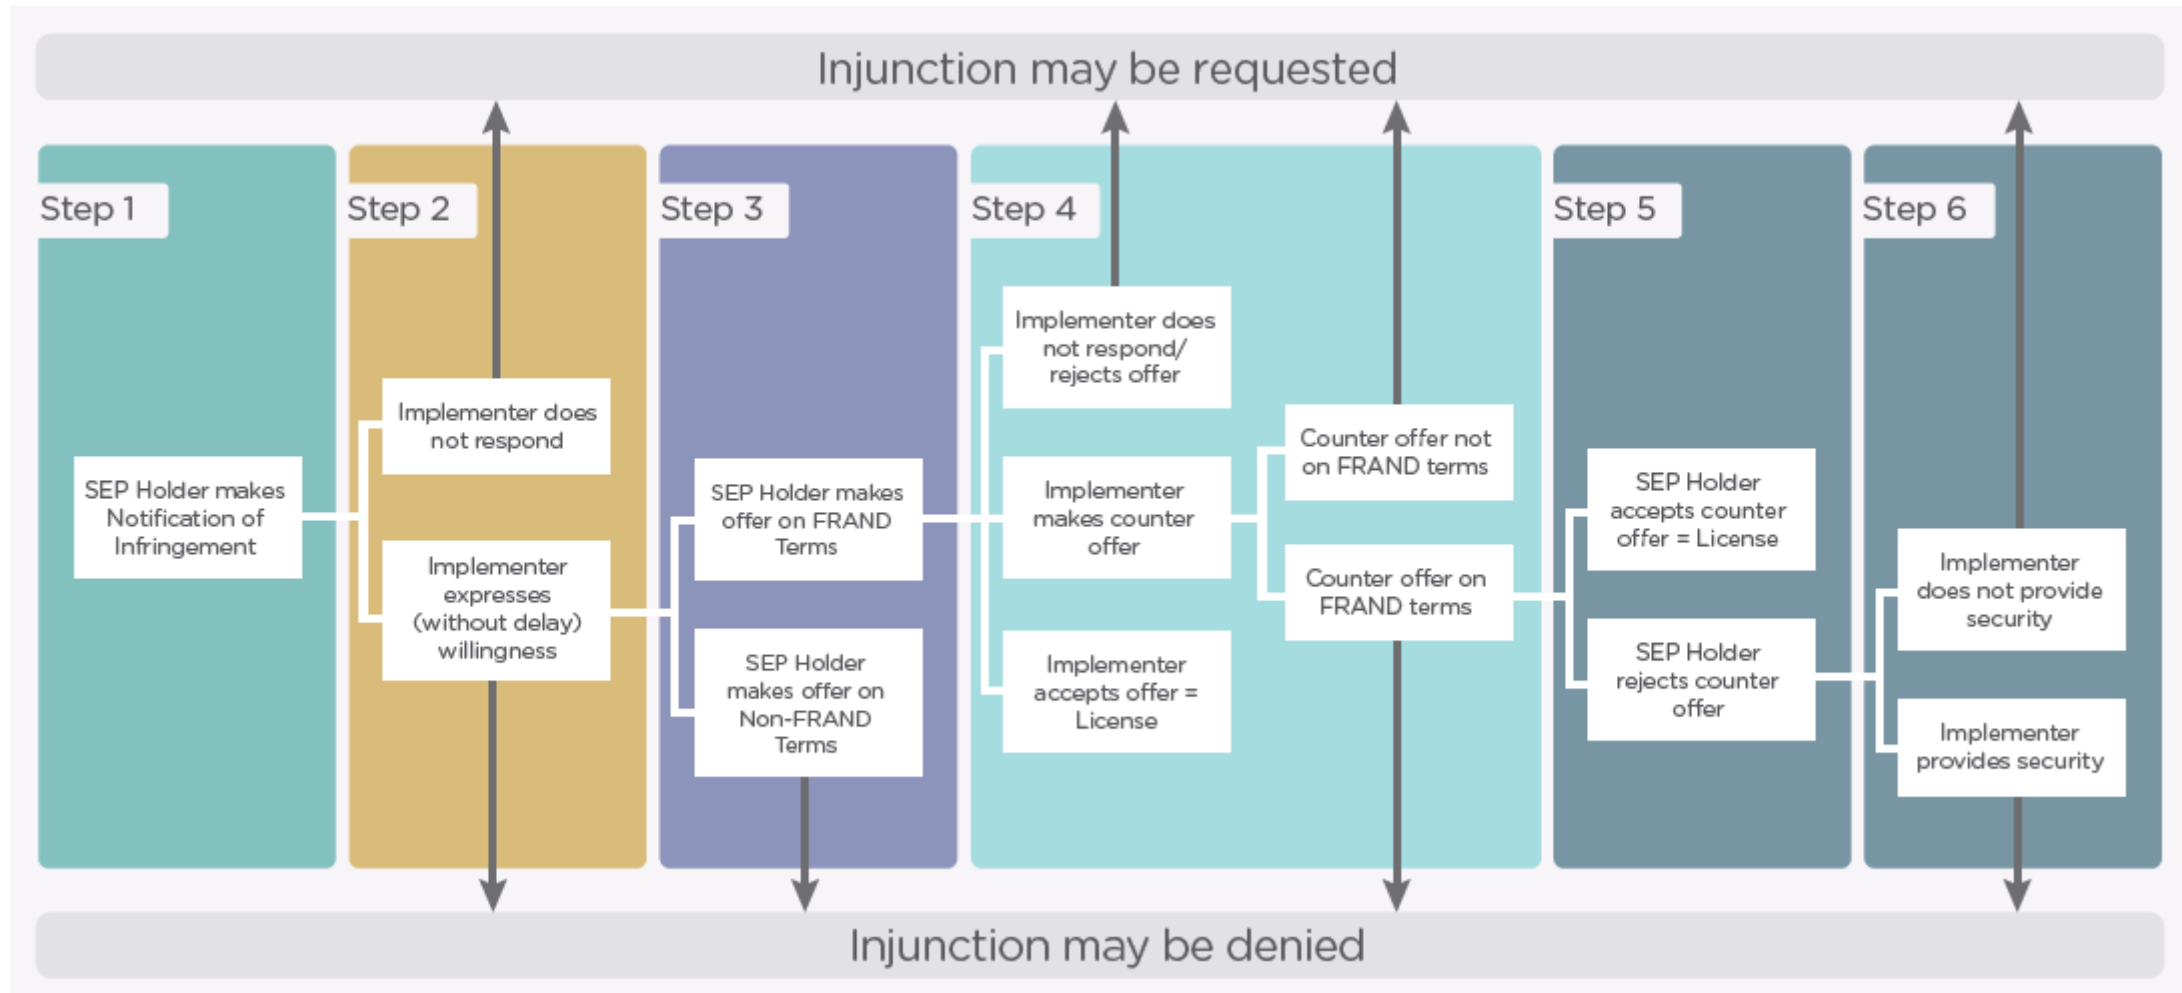 Injunction may be requested
Step 1
SEP Holder makes
Notification of
Infringement
Step 2
Implementer does
not respond
Implementer
expresses
(without delay)
willingness
Step 3
SEP Holder makes
offer on FRAND
Terms
SEP Holder
makes offer on
Non-FRAND
Terms
Step 4
Implementer does
not respond/
rejects offer
Implementer
makes counter
offer
Implementer
accepts offer =
License
Counter offer not
on FRAND terms
Counter offer on
FRAND terms
Step 5
SEP Holder
accepts counter
offer = License
SEP Holder
rejects counter
offer
Step 6
Implementer
does not provide
security
Implementer
provides security
Injunction may be denied